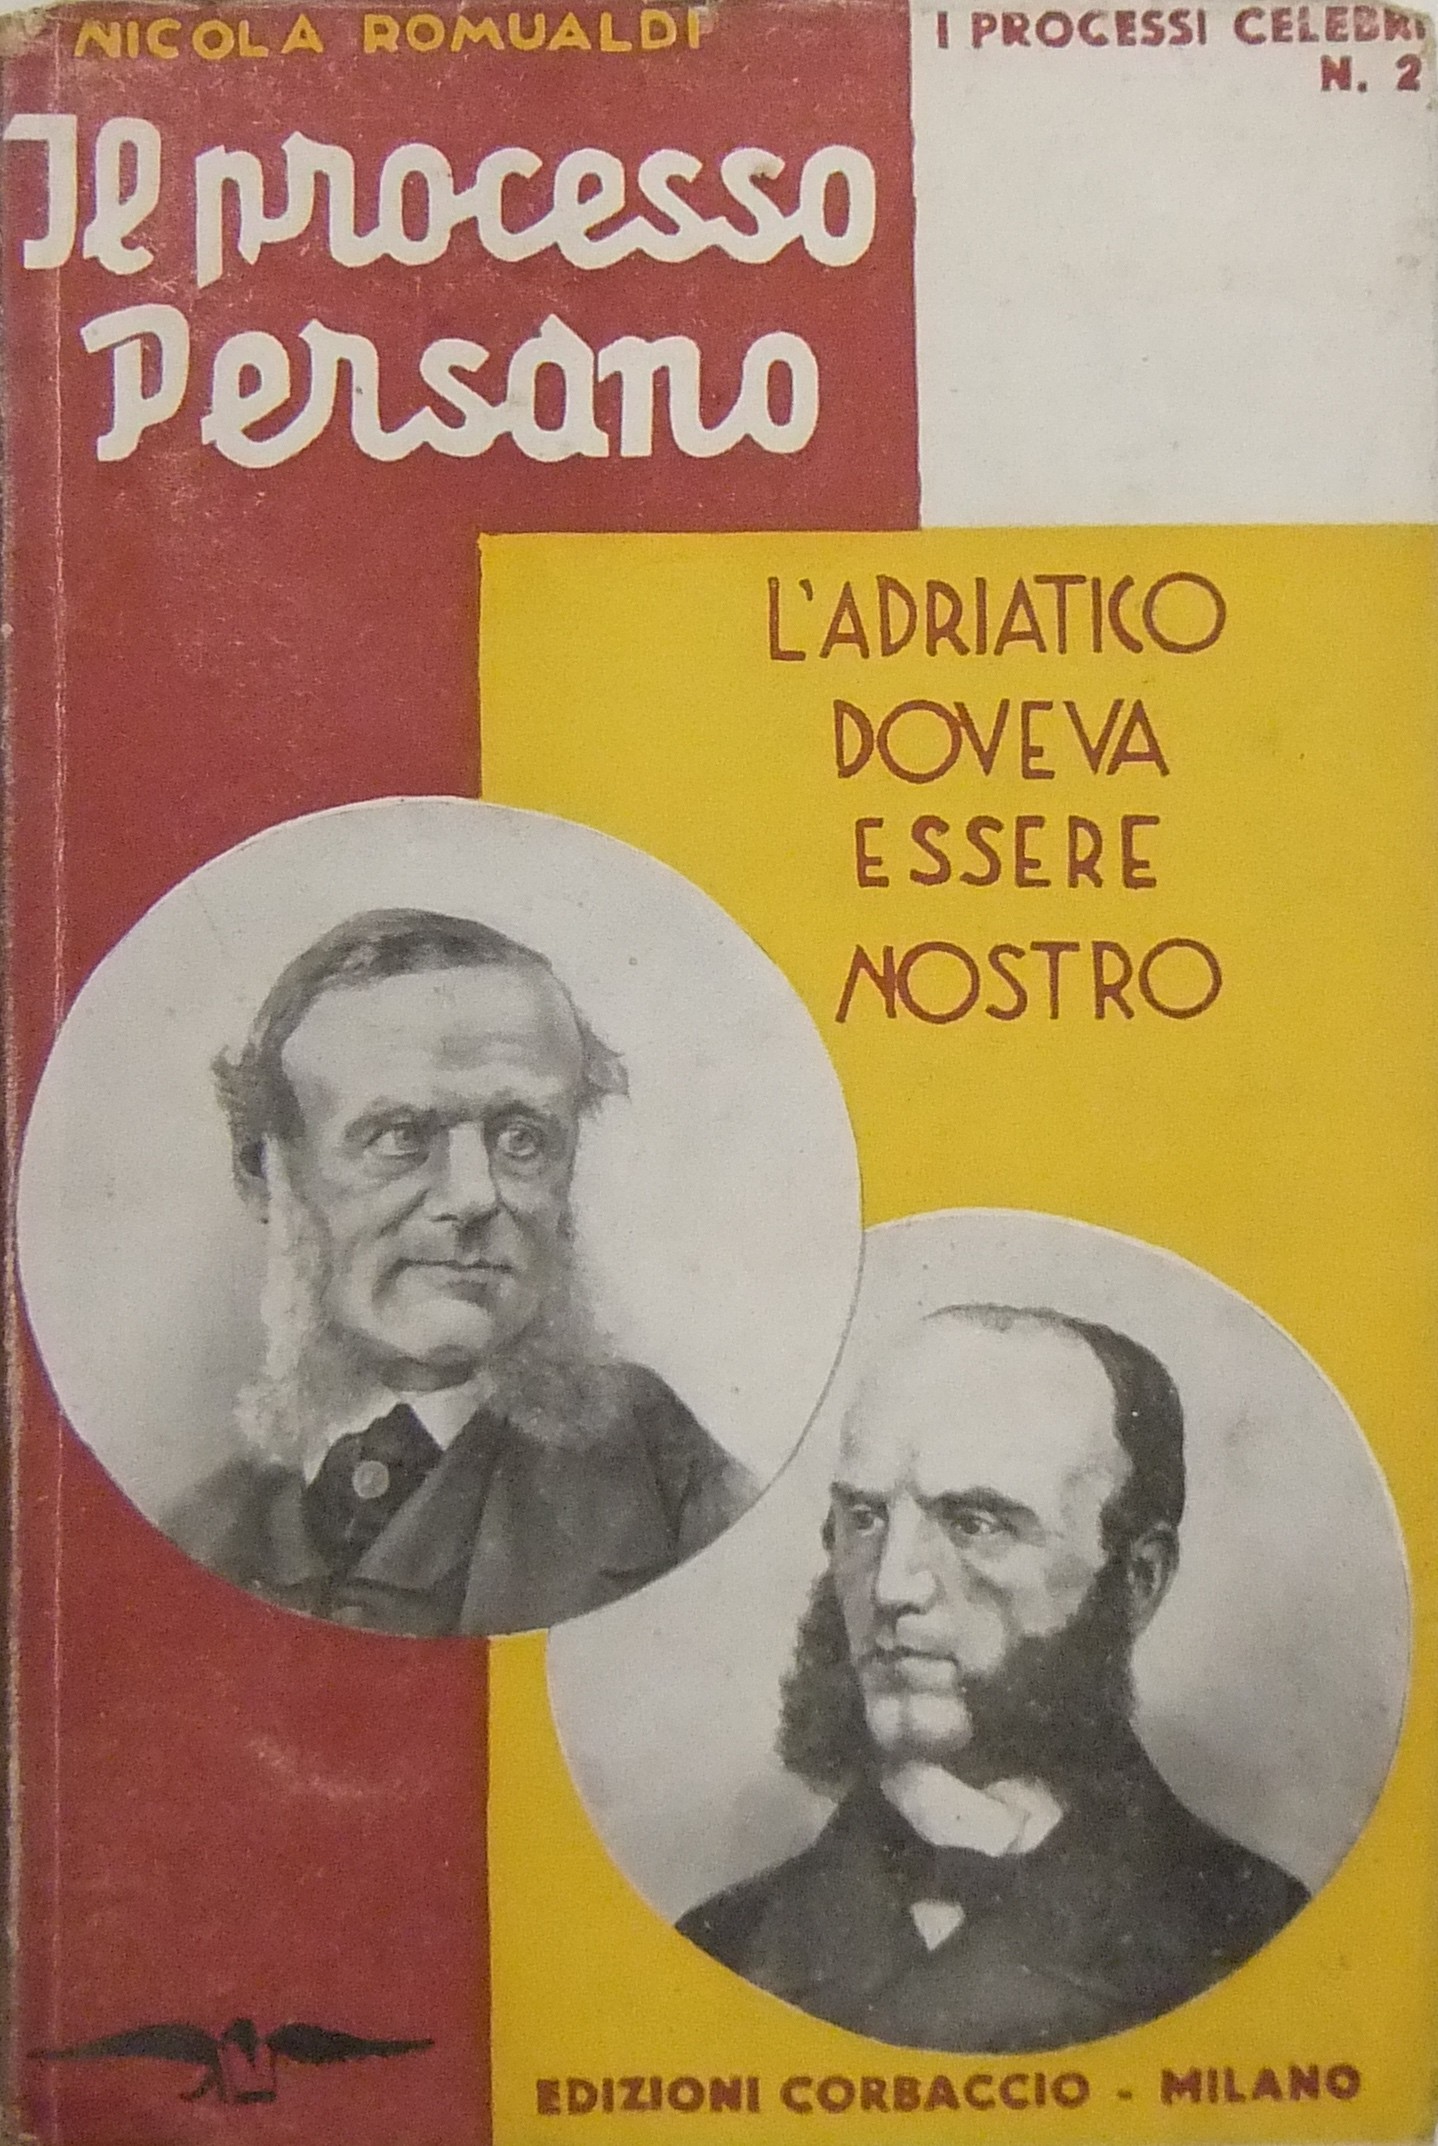 NICOLA ROMUALDI
I PROCESSI CELEBRI
N. 2
Il processo
Persano
L'ADRIATICO
DOVEVA
ESSERE
NOSTRO
EDIZIONI CORBACCIO - MILANO